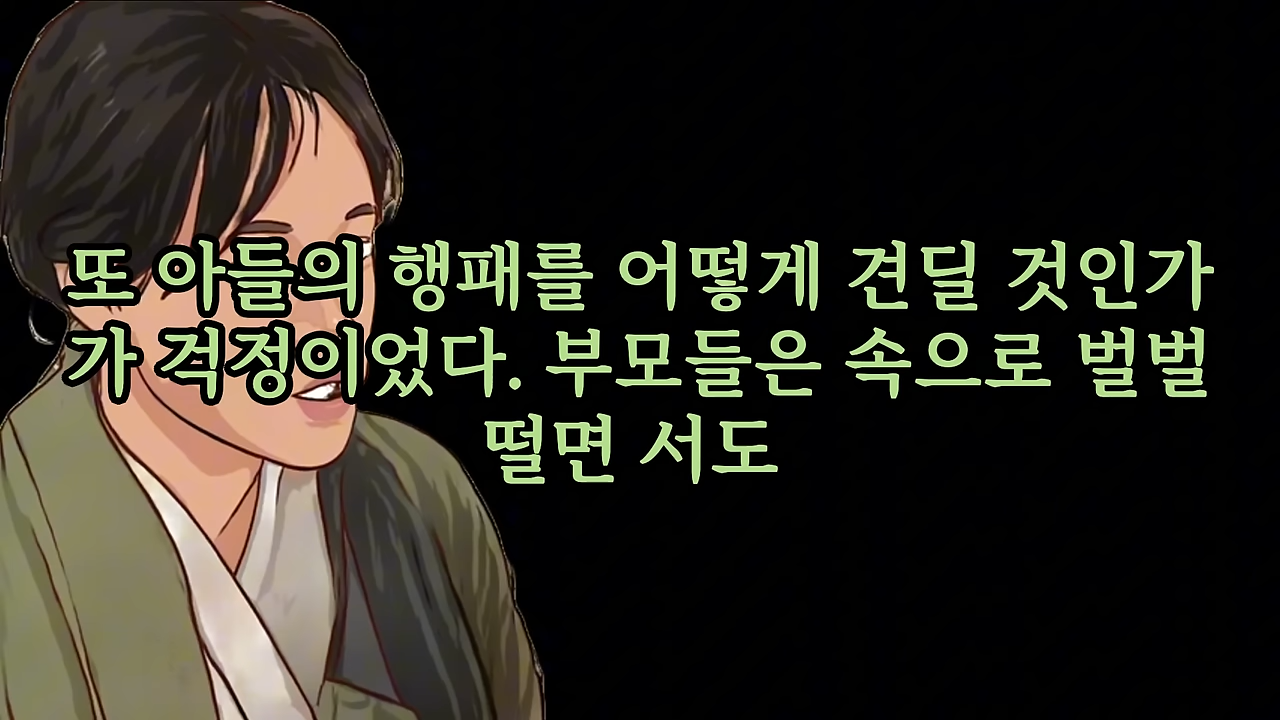 또 아들의 행패를 어떻게 견딜 것인가
가 걱정이었다. 부모들은 속으로 벌벌
떨면 서도